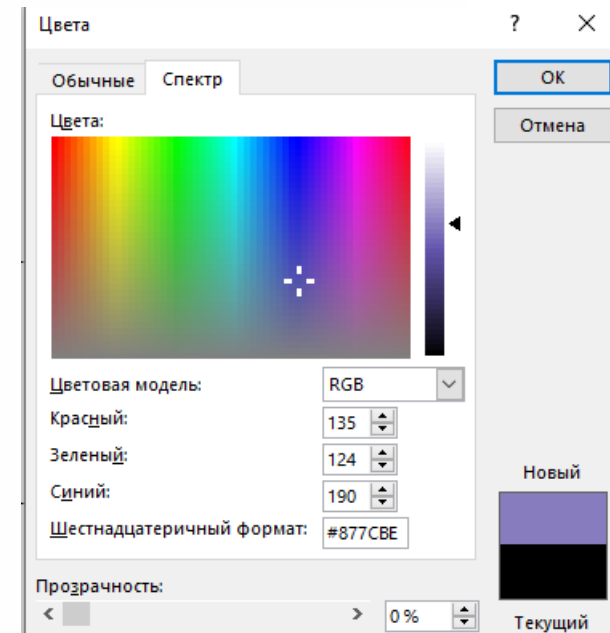 Цвета
?
Обычные
Спектр
ОК
Отмена
Цвета:
Цветовая модель:
RGB
Красный:
135
Зеленый:
124
Синий:
190
Шестнадцатеричный формат:
#877CBE
Новый
Прозрачность:
0 %
Текущий